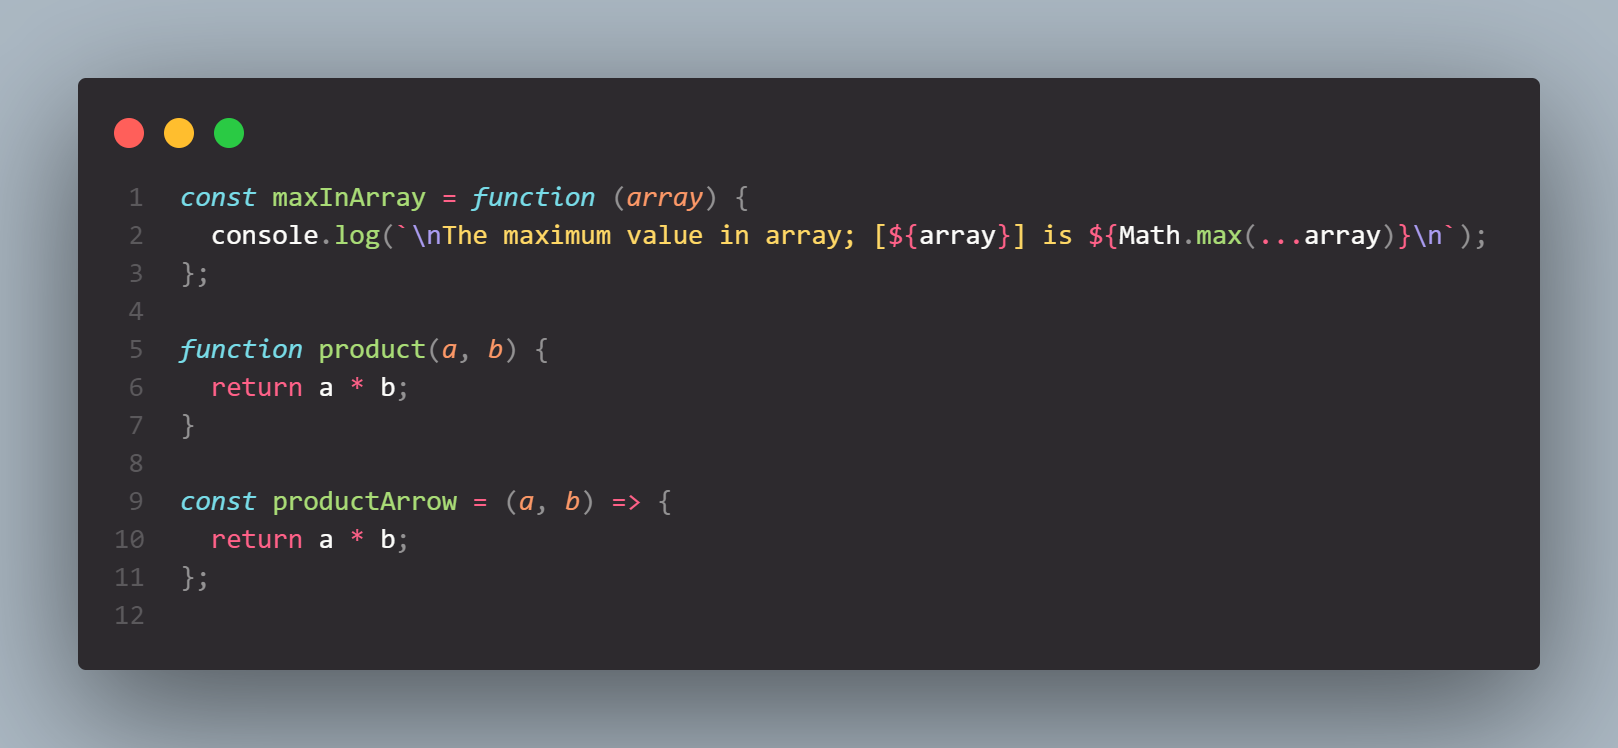 1 const maxInArray = function (array) {
2   console.log(`\nThe maximum value in array; [${array}] is ${Math.max(...array)}\n`);
3 };
4
5 function product(a, b) {
6   return a * b;
7 }
8
9 const productArrow = (a, b) => {
10   return a * b;
11 };
12